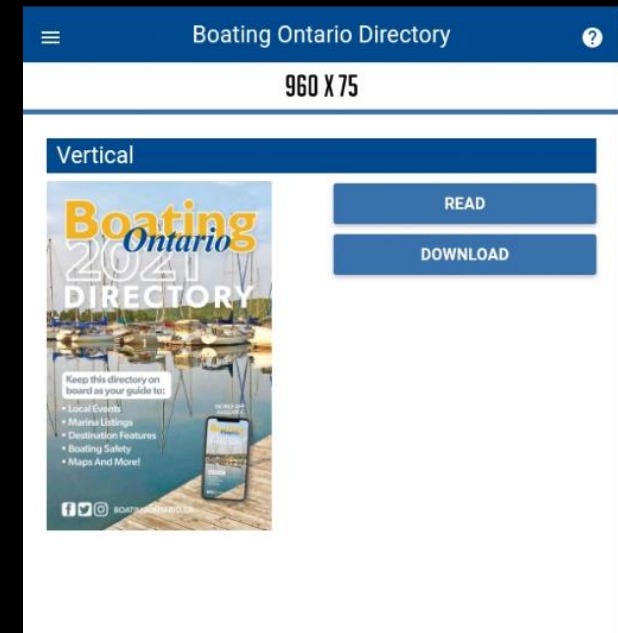 Boating Ontario Directory
960 X 75
Vertical
Boating
Ontario
2021
DIRECTORY
Keep this directory on
board as your guide to:
• Local Events
• Marina Listings
• Destination Features
• Boating Safety
• Maps And More!
READ
DOWNLOAD